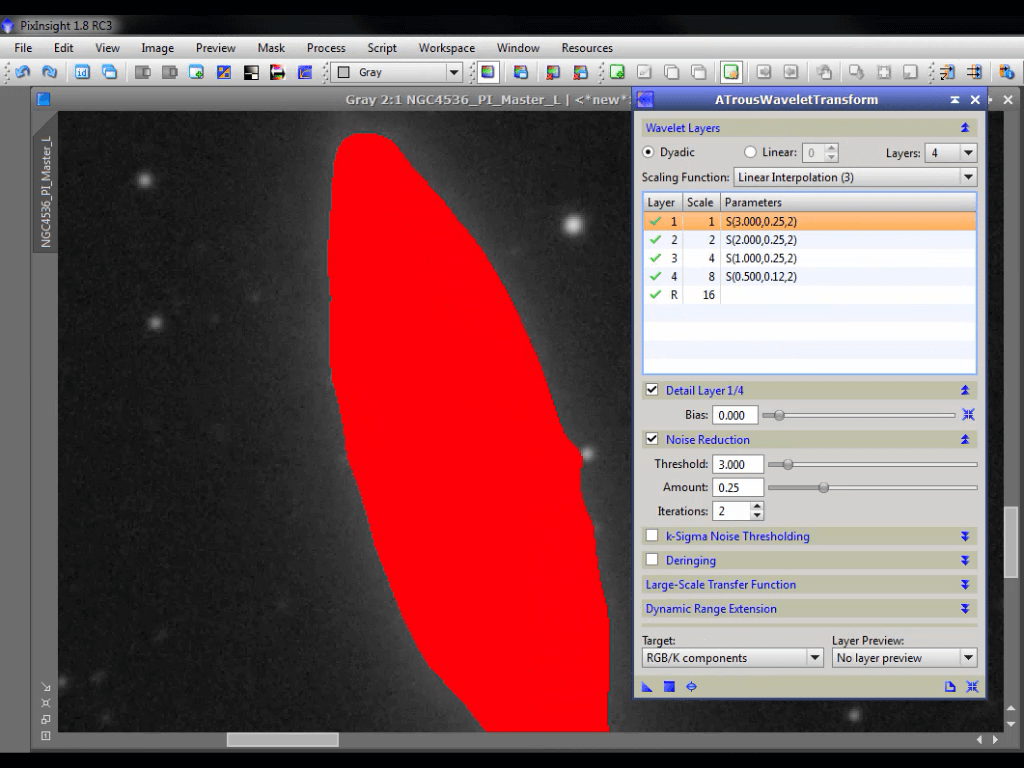 PixInsight 1.8 RC3
File Edit View Image Preview Mask Process Script Workspace Window Resources
Gray
Gray 2:1 NGC4536_PI_Master_L | <*new*>
NGC4536_PI_Master_L
ATrousWaveletTransform
Wavelet Layers
Dyadic Linear: 0 Layers: 4
Scaling Function: Linear Interpolation (3)
Layer Scale Parameters
1 1 S(3.000,0.25,2)
2 2 S(2.000,0.25,2)
3 4 S(1.000,0.25,2)
4 8 S(0.500,0.12,2)
R 16
Detail Layer 1/4
Bias: 0.000
Noise Reduction
Threshold: 3.000
Amount: 0.25
Iterations: 2
k-Sigma Noise Thresholding
Deringing
Large-Scale Transfer Function
Dynamic Range Extension
Target: Layer Preview:
RGB/K components No layer preview